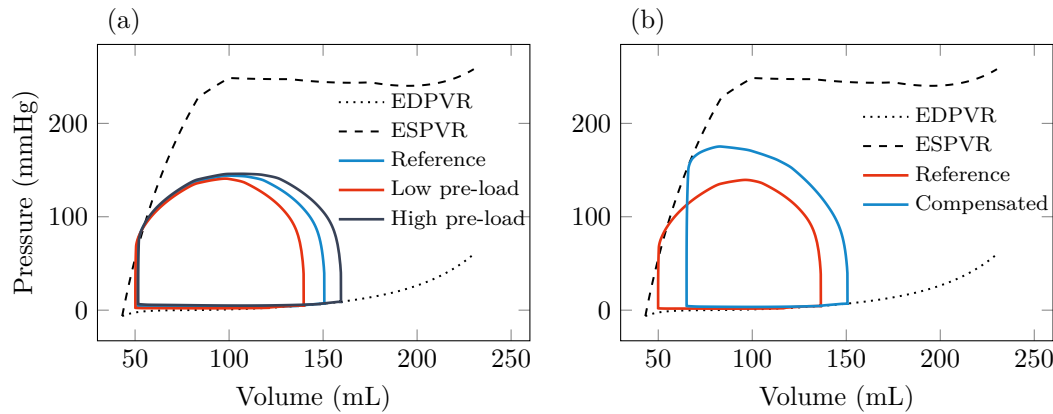 (a)
Pressure (mmHg)
200
100
0
50 100 150 200 250
Volume (mL)
EDPVR
ESPVR
Reference
Low pre-load
High pre-load
(b)
200
100
0
50 100 150 200 250
Volume (mL)
EDPVR
ESPVR
Reference
Compensated